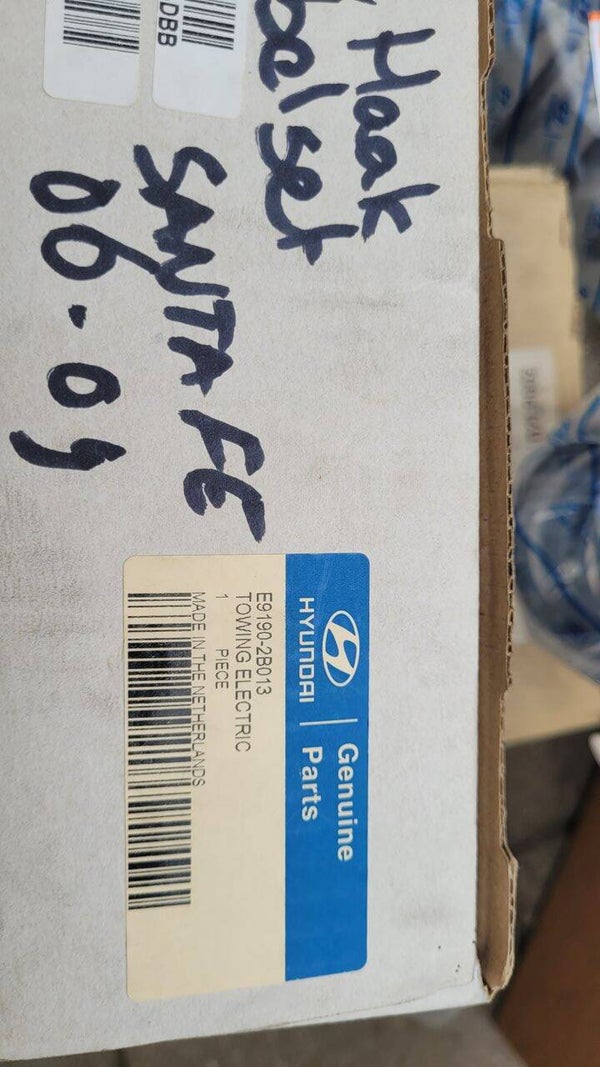 DBB
Haak
belset
SANTA FE
06-09
HYUNDAI
Genuine
Parts
E9190-2B013
TOWING ELECTRIC
1 PIECE
MADE IN THE NETHERLANDS